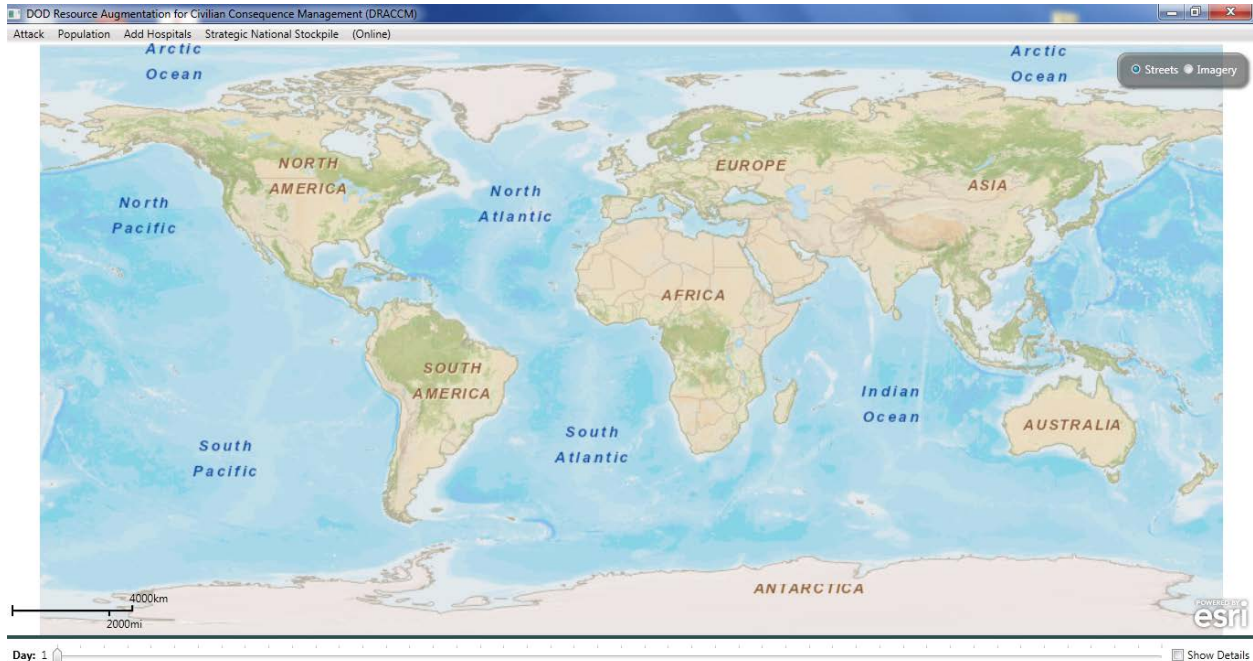 DOD Resource Augmentation for Civilian Consequence Management (DRACCM)
Attack Population Add Hospitals Strategic National Stockpile (Online)
Arctic
Ocean
Arctic
Ocean
Streets Imagery
NORTH
AMERICA
EUROPE
ASIA
North
Pacific
North
Atlantic
AFRICA
SOUTH
AMERICA
Indian
Ocean
AUSTRALIA
South
Pacific
South
Atlantic
ANTARCTICA
4000km
2000mi
POWERED BY
esri
Day: 1
Show Details